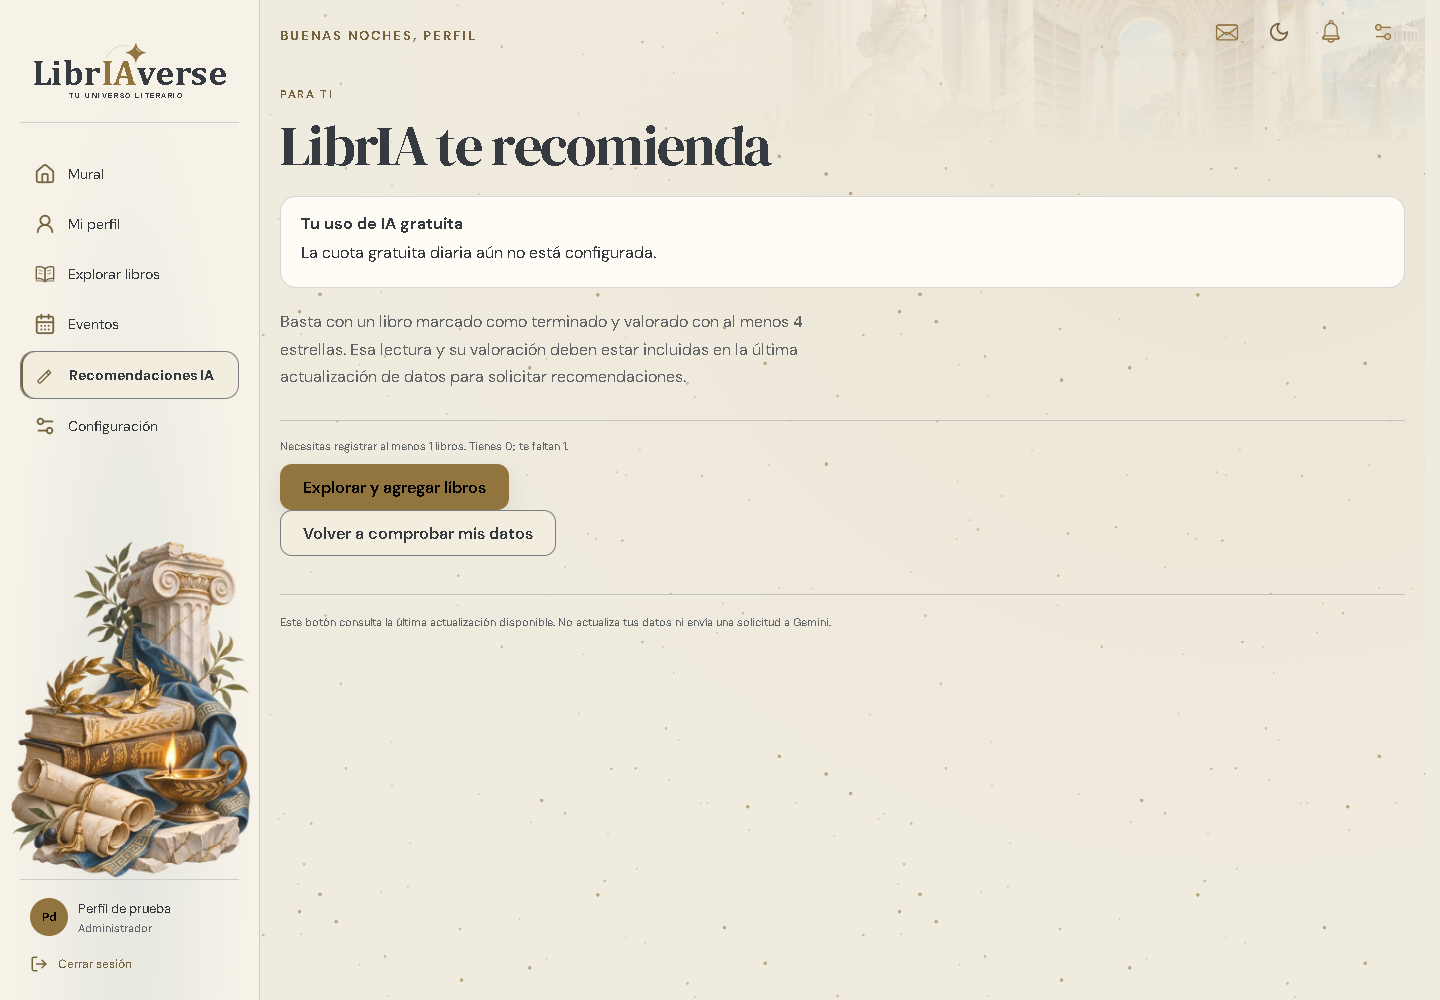 LibrIAverse
TU UNIVERSO LITERARIO
Mural
Mi perfil
Explorar libros
Eventos
Recomendaciones IA
Configuración
Pd
Perfil de prueba
Administrador
Cerrar sesión
BUENAS NOCHES, PERFIL
PARA TI
LibrIA te recomienda
Tu uso de IA gratuita
La cuota gratuita diaria aún no está configurada.
Basta con un libro marcado como terminado y valorado con al menos 4
estrellas. Esa lectura y su valoración deben estar incluidas en la última
actualización de datos para solicitar recomendaciones.
Necesitas registrar al menos 1 libros. Tienes 0; te faltan 1.
Explorar y agregar libros
Volver a comprobar mis datos
Este botón consulta la última actualización disponible. No actualiza tus datos ni envía una solicitud a Gemini.